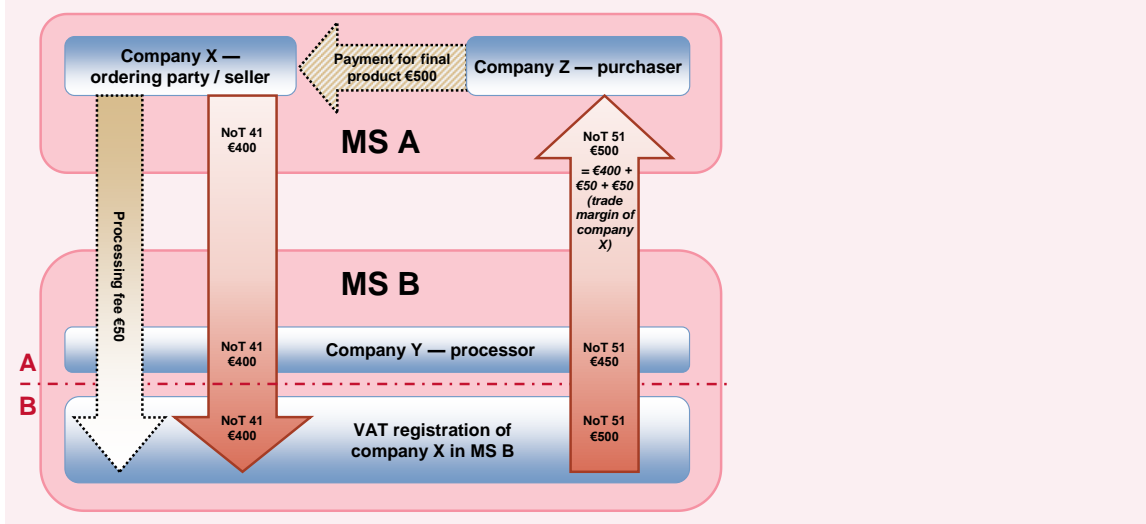 Company X —
ordering party / seller
Payment for final
product €500
Company Z — purchaser
NoT 41
€400
MS A
NoT 51
€500
= €400 +
€50 + €50
(trade
margin of
company
X)
Processing fee €50
MS B
NoT 41
€400
Company Y — processor
NoT 51
€450
A
B
NoT 41
€400
VAT registration of
company X in MS B
NoT 51
€500